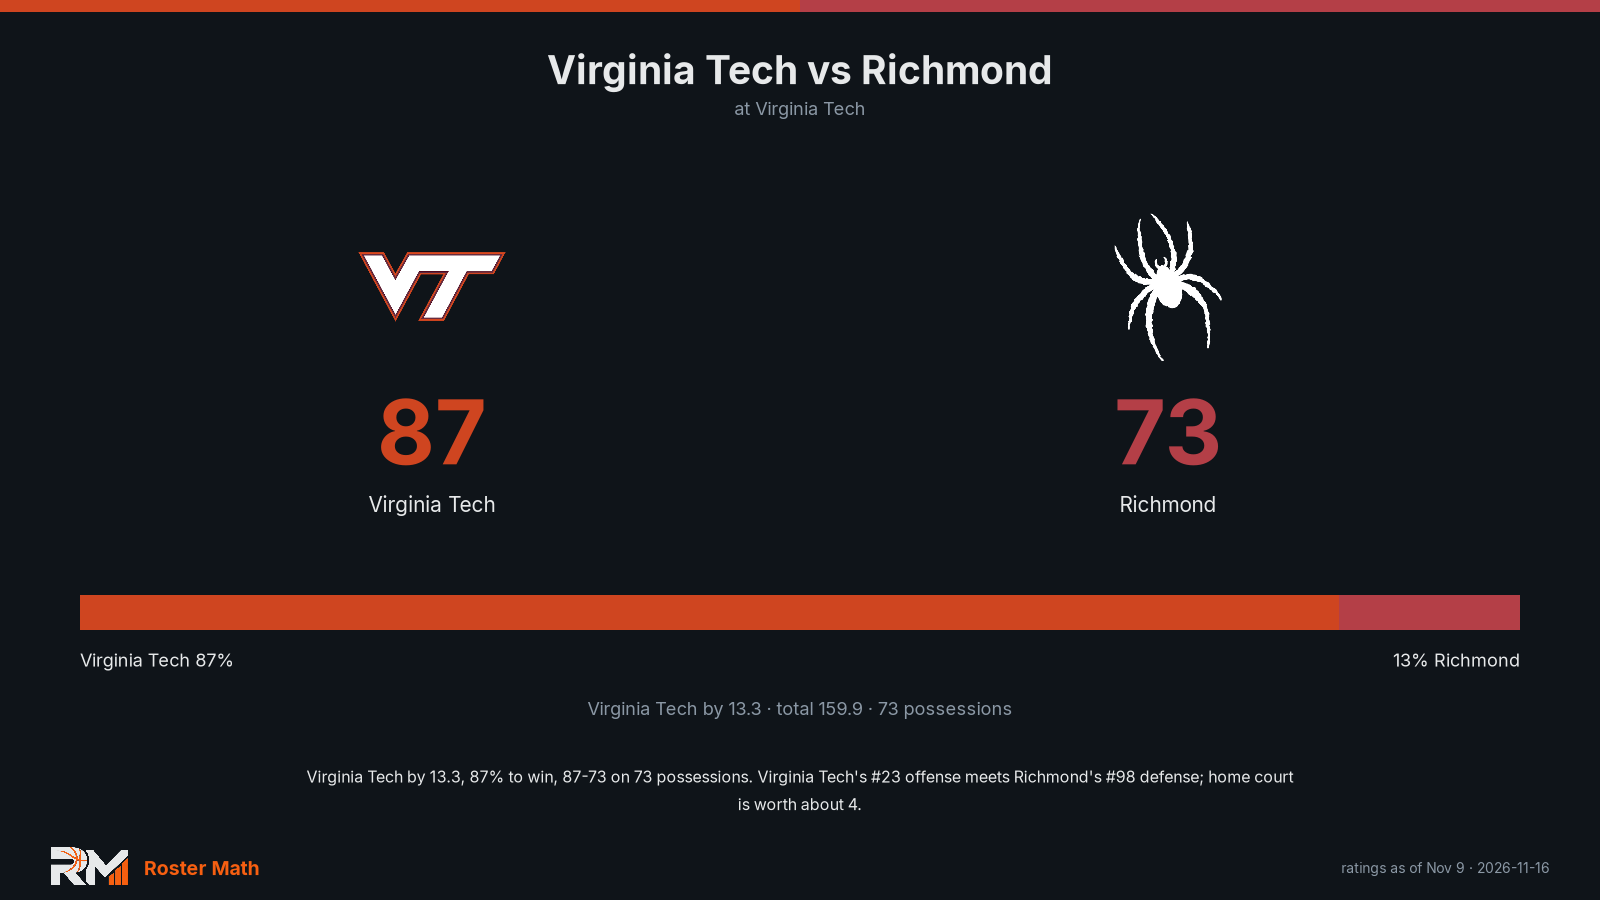 Virginia Tech vs Richmond
at Virginia Tech
VT
87
73
Virginia Tech
Richmond
Virginia Tech 87%
13% Richmond
Virginia Tech by 13.3 · total 159.9 · 73 possessions
Virginia Tech by 13.3, 87% to win, 87-73 on 73 possessions. Virginia Tech's #23 offense meets Richmond's #98 defense; home court
is worth about 4.
RM
Roster Math
ratings as of Nov 9 · 2026-11-16